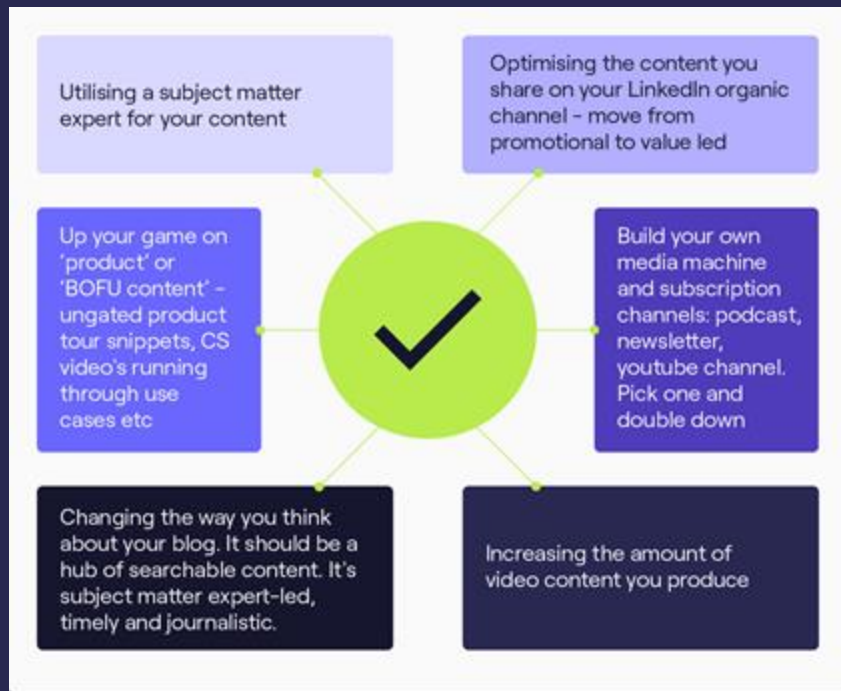 Utilising a subject matter
expert for your content
Optimising the content you
share on your LinkedIn organic
channel - move from
promotional to value led
Up your game on
'product' or
'BOFU content' -
ungated product
tour snippets, CS
video's running
through use
cases etc
Build your own
media machine
and subscription
channels: podcast,
newsletter,
youtube channel.
Pick one and
double down
Changing the way you think
about your blog. It should be a
hub of searchable content. It's
subject matter expert-led,
timely and journalistic.
Increasing the amount of
video content you produce